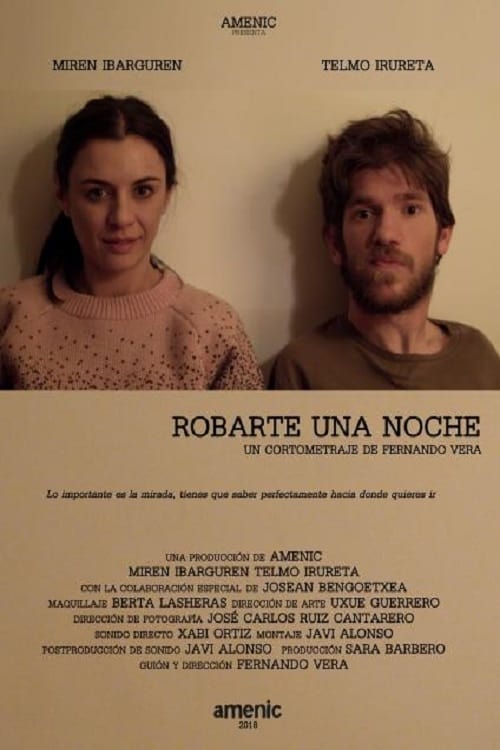 AMENIC
PRESENTA
MIREN IBARGUREN TELMO IRURETA
ROBARTE UNA NOCHE
UN CORTOMETRAJE DE FERNANDO VERA
Lo importante es la mirada, tienes que saber perfectamente hacia donde quieres ir
UNA PRODUCCIÓN DE AMENIC
MIREN IBARGUREN TELMO IRURETA
CON LA COLABORACIÓN ESPECIAL DE JOSEAN BENGOETXEA
MAQUILLAJE BERTA LASHERAS DIRECCIÓN DE ARTE UXUE GUERRERO
DIRECCIÓN DE FOTOGRAFÍA JOSÉ CARLOS RUIZ CANTARERO
SONIDO DIRECTO XABI ORTIZ MONTAJE JAVI ALONSO
POSTPRODUCCIÓN DE SONIDO JAVI ALONSO PRODUCCIÓN SARA BARBERO
GUIÓN Y DIRECCIÓN FERNANDO VERA
amenic
2018